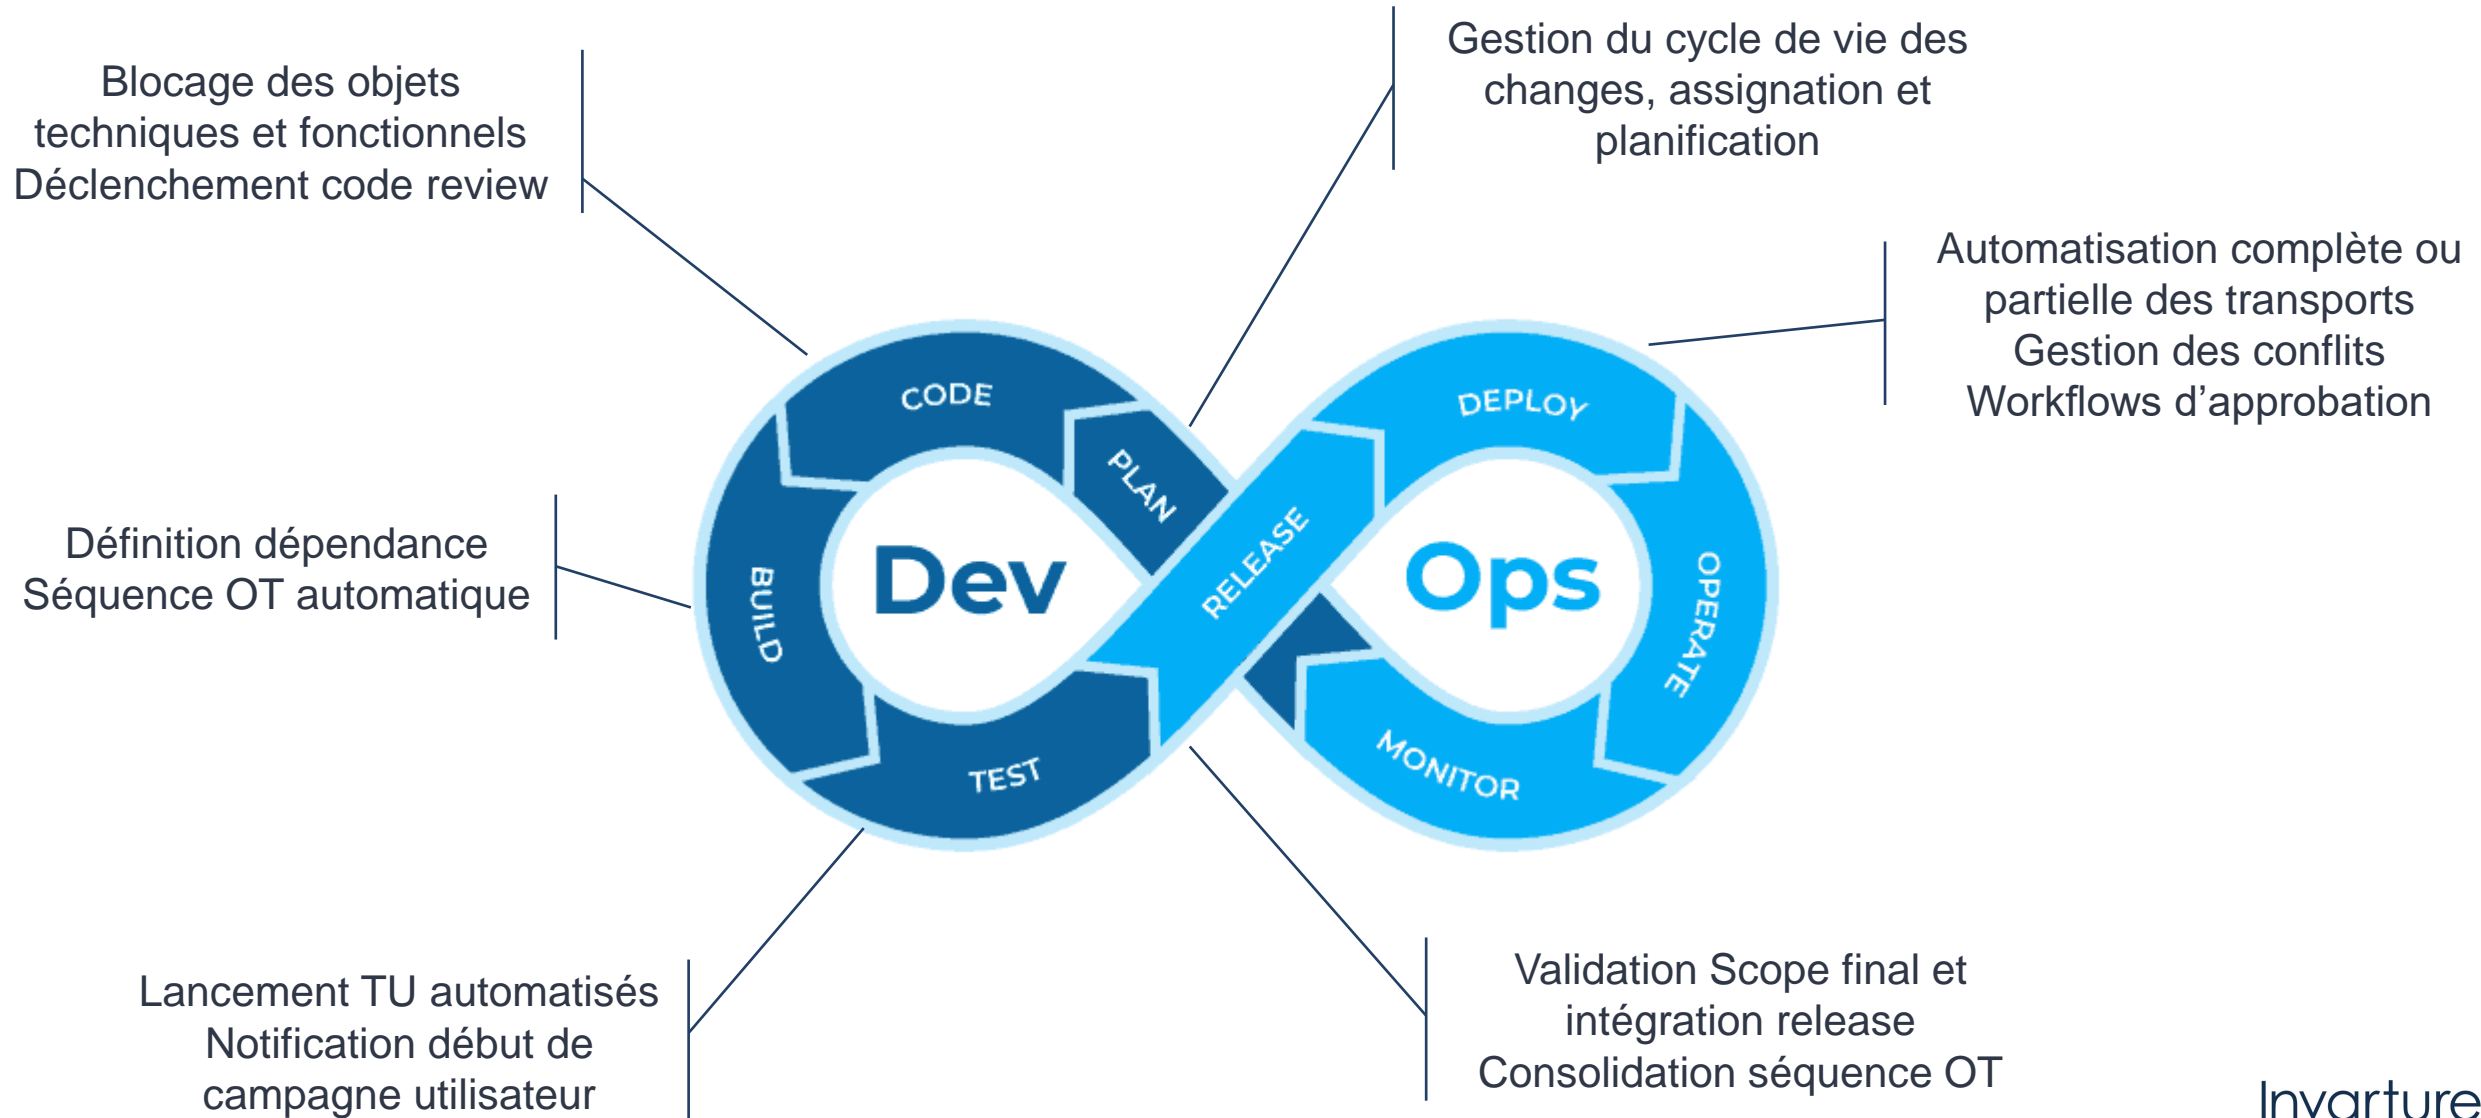 Gestion du cycle de vie des
changes, assignation et
planification
Blocage des objets
techniques et fonctionnels
Déclenchement code review
Automatisation complète ou
partielle des transports
Gestion des conflits
Workflows d’approbation
CODE
PLAN
DEPLOY
Définition dépendance
Séquence OT automatique
BUILD
Dev
RELEASE
Ops
OPERATE
TEST
MONITOR
Lancement TU automatisés
Notification début de
campagne utilisateur
Validation Scope final et
intégration release
Consolidation séquence OT
Invarture